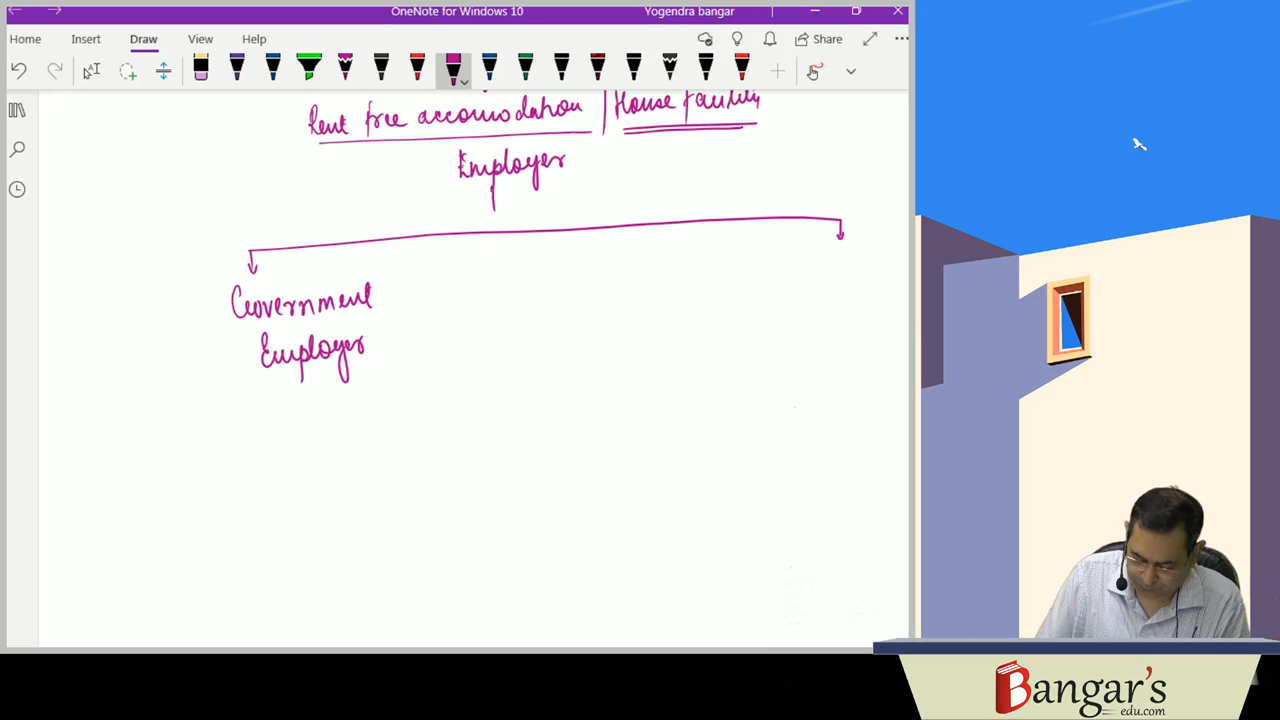 OneNote for Windows 10
Yogendra bangar
Home Insert Draw View Help
Share
Rent free accomodation | House facility
Employer
Government
Employer
Bangar's
edu.com